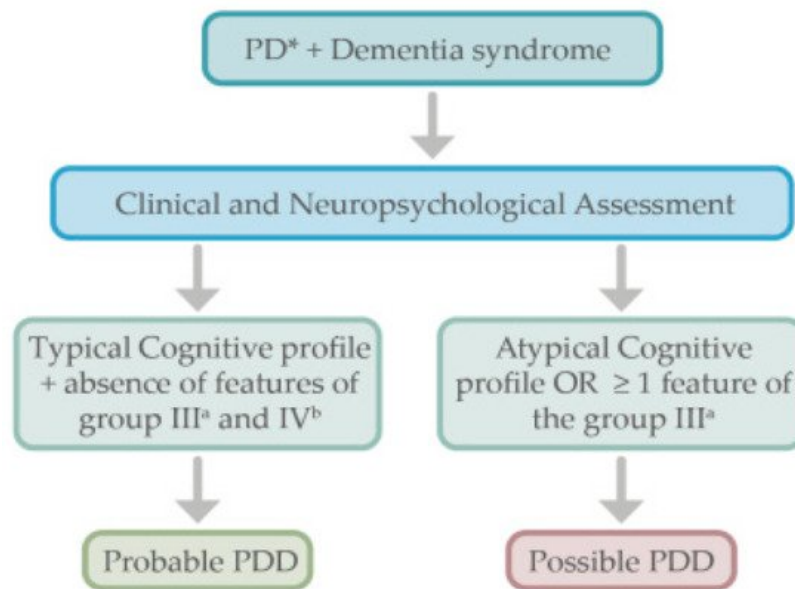 PD* + Dementia syndrome
Clinical and Neuropsychological Assessment
Typical Cognitive profile
+ absence of features of
group IIIᵃ and IVᵇ
Atypical Cognitive
profile OR ≥ 1 feature of
the group IIIᵃ
Probable PDD
Possible PDD